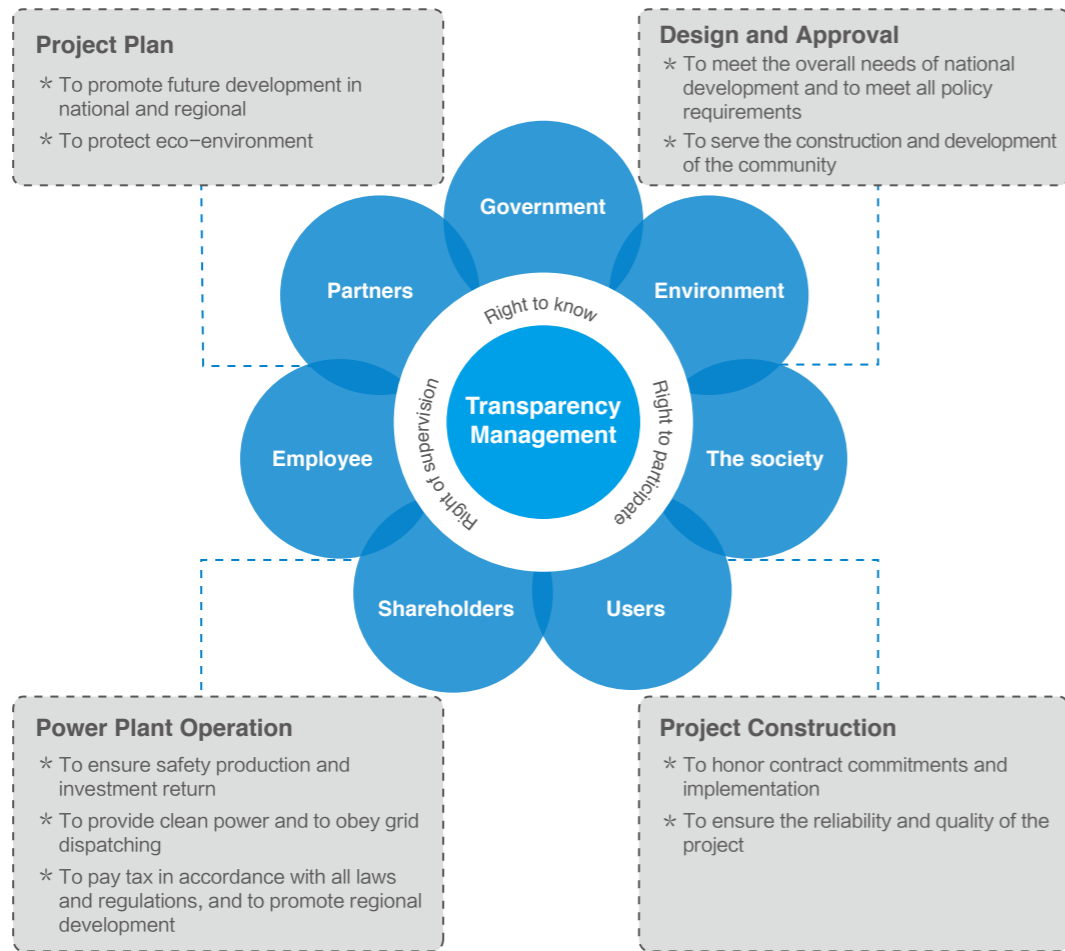 Project Plan
* To promote future development in
national and regional
* To protect eco-environment
Design and Approval
* To meet the overall needs of national
development and to meet all policy
requirements
* To serve the construction and development
of the community
Government
Partners
Environment
Right to know
Transparency
Management
Right of supervision
Right to participate
Employee
The society
Shareholders
Users
Power Plant Operation
* To ensure safety production and
investment return
* To provide clean power and to obey grid
dispatching
* To pay tax in accordance with all laws
and regulations, and to promote regional
development
Project Construction
* To honor contract commitments and
implementation
* To ensure the reliability and quality of the
project